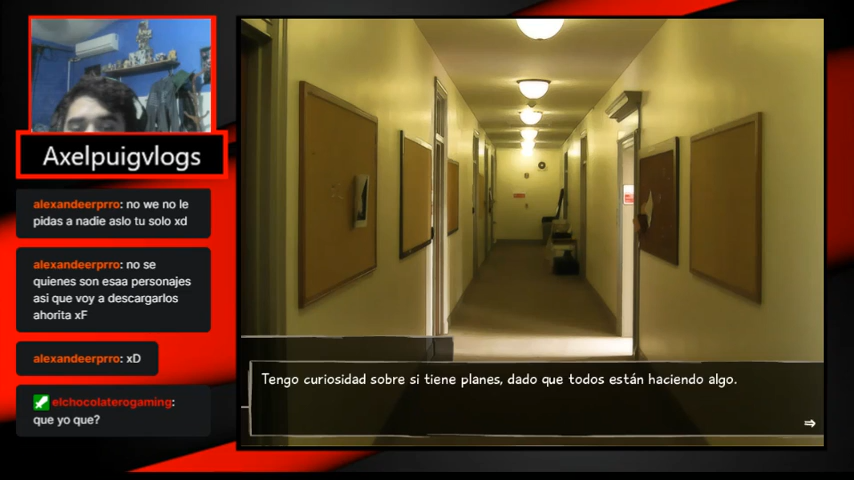 Axelpuigvlogs
alexandeerprro: no we no le
pidas a nadie aslo tu solo xd
alexandeerprro: no se
quienes son esaa personajes
asi que voy a descargarlos
ahorita xF
alexandeerprro: xD
elchocolaterogaming:
que yo que?
Tengo curiosidad sobre si tiene planes, dado que todos están haciendo algo.